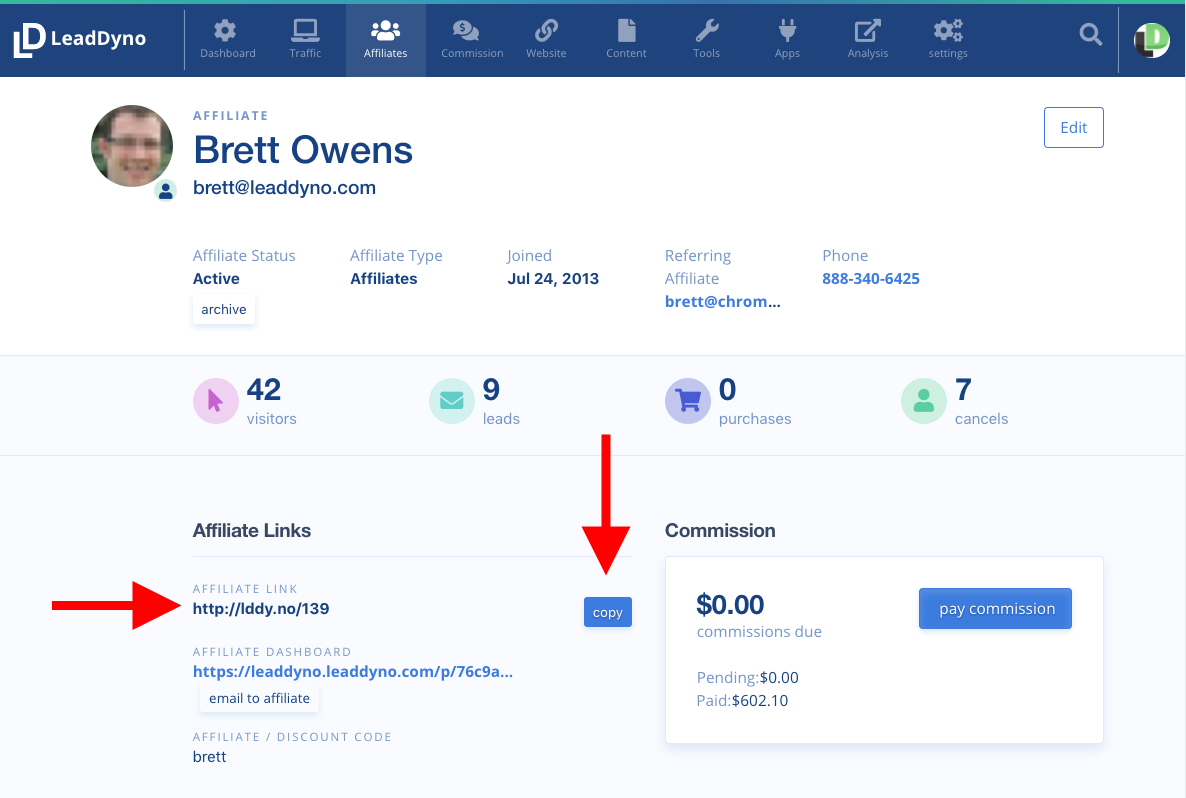 LeadDyno
Dashboard Traffic Affiliates Commission Website Content Tools Apps Analysis settings
AFFILIATE
Brett Owens
brett@leaddyno.com
Edit
Affiliate Status
Active
archive
Affiliate Type
Affiliates
Joined
Jul 24, 2013
Referring
Affiliate
brett@chrom...
Phone
888-340-6425
42
visitors
9
leads
0
purchases
7
cancels
Affiliate Links
AFFILIATE LINK
http://lddy.no/139
copy
AFFILIATE DASHBOARD
https://leaddyno.leaddyno.com/p/76c9a...
email to affiliate
AFFILIATE / DISCOUNT CODE
brett
Commission
$0.00
commissions due
pay commission
Pending:$0.00
Paid:$602.10